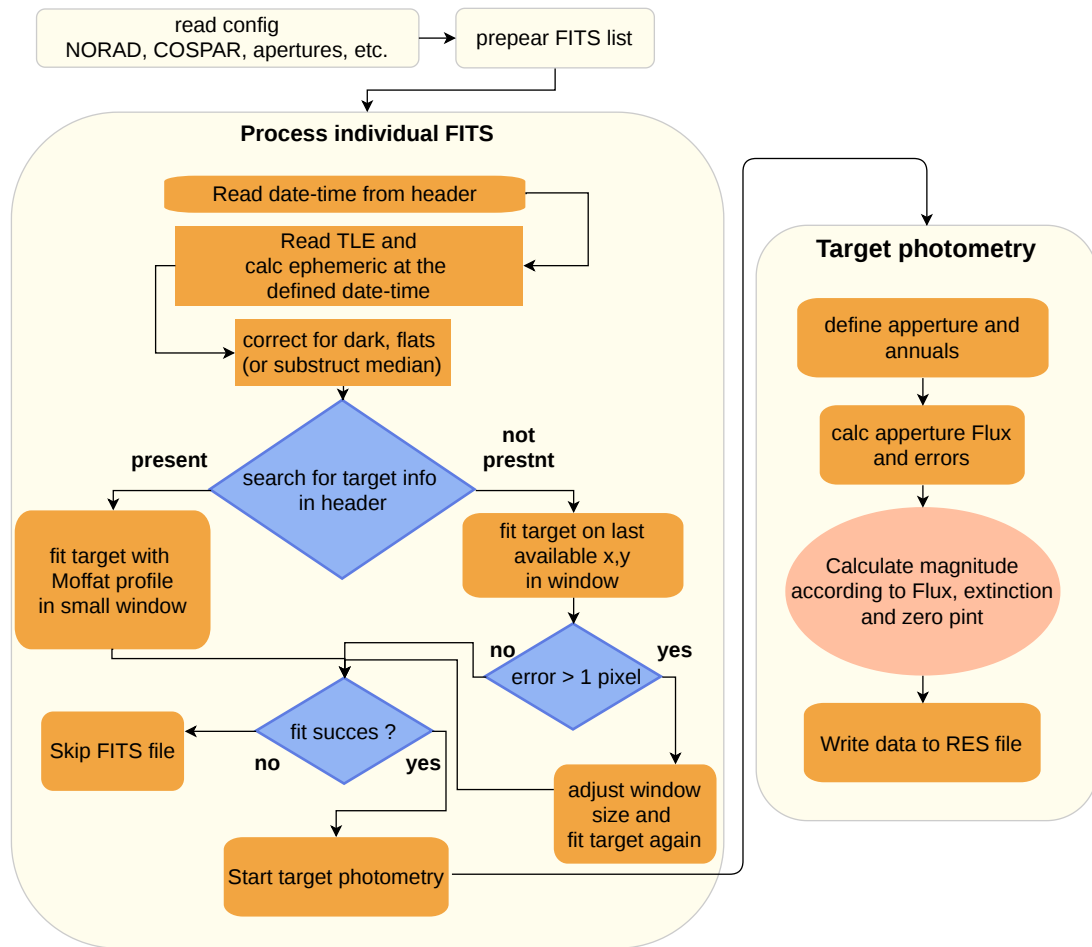 read config
NORAD, COSPAR, apertures, etc.
prepear FITS list
Process individual FITS
Read date-time from header
Read TLE and
calc ephemeric at the
defined date-time
correct for dark, flats
(or substruct median)
present
not
prestnt
search for target info
in header
fit target with
Moffat profile
in small window
fit target on last
available x,y
in window
no
yes
error > 1 pixel
fit succes ?
Skip FITS file
no
yes
adjust window
size and
fit target again
Start target photometry
Target photometry
define apperture and
annuals
calc apperture Flux
and errors
Calculate magnitude
according to Flux, extinction
and zero pint
Write data to RES file